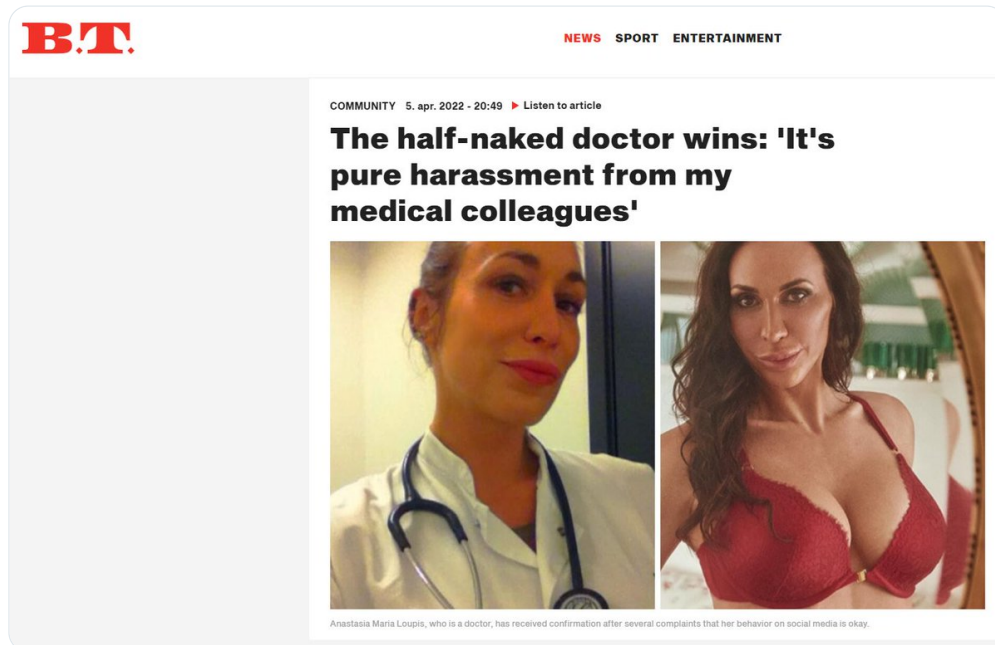 B.T.
NEWS SPORT ENTERTAINMENT
COMMUNITY 5. apr. 2022 - 20:49 Listen to article
The half-naked doctor wins: 'It's
pure harassment from my
medical colleagues'
Anastasia Maria Loupis, who is a doctor, has received confirmation after several complaints that her behavior on social media is okay.